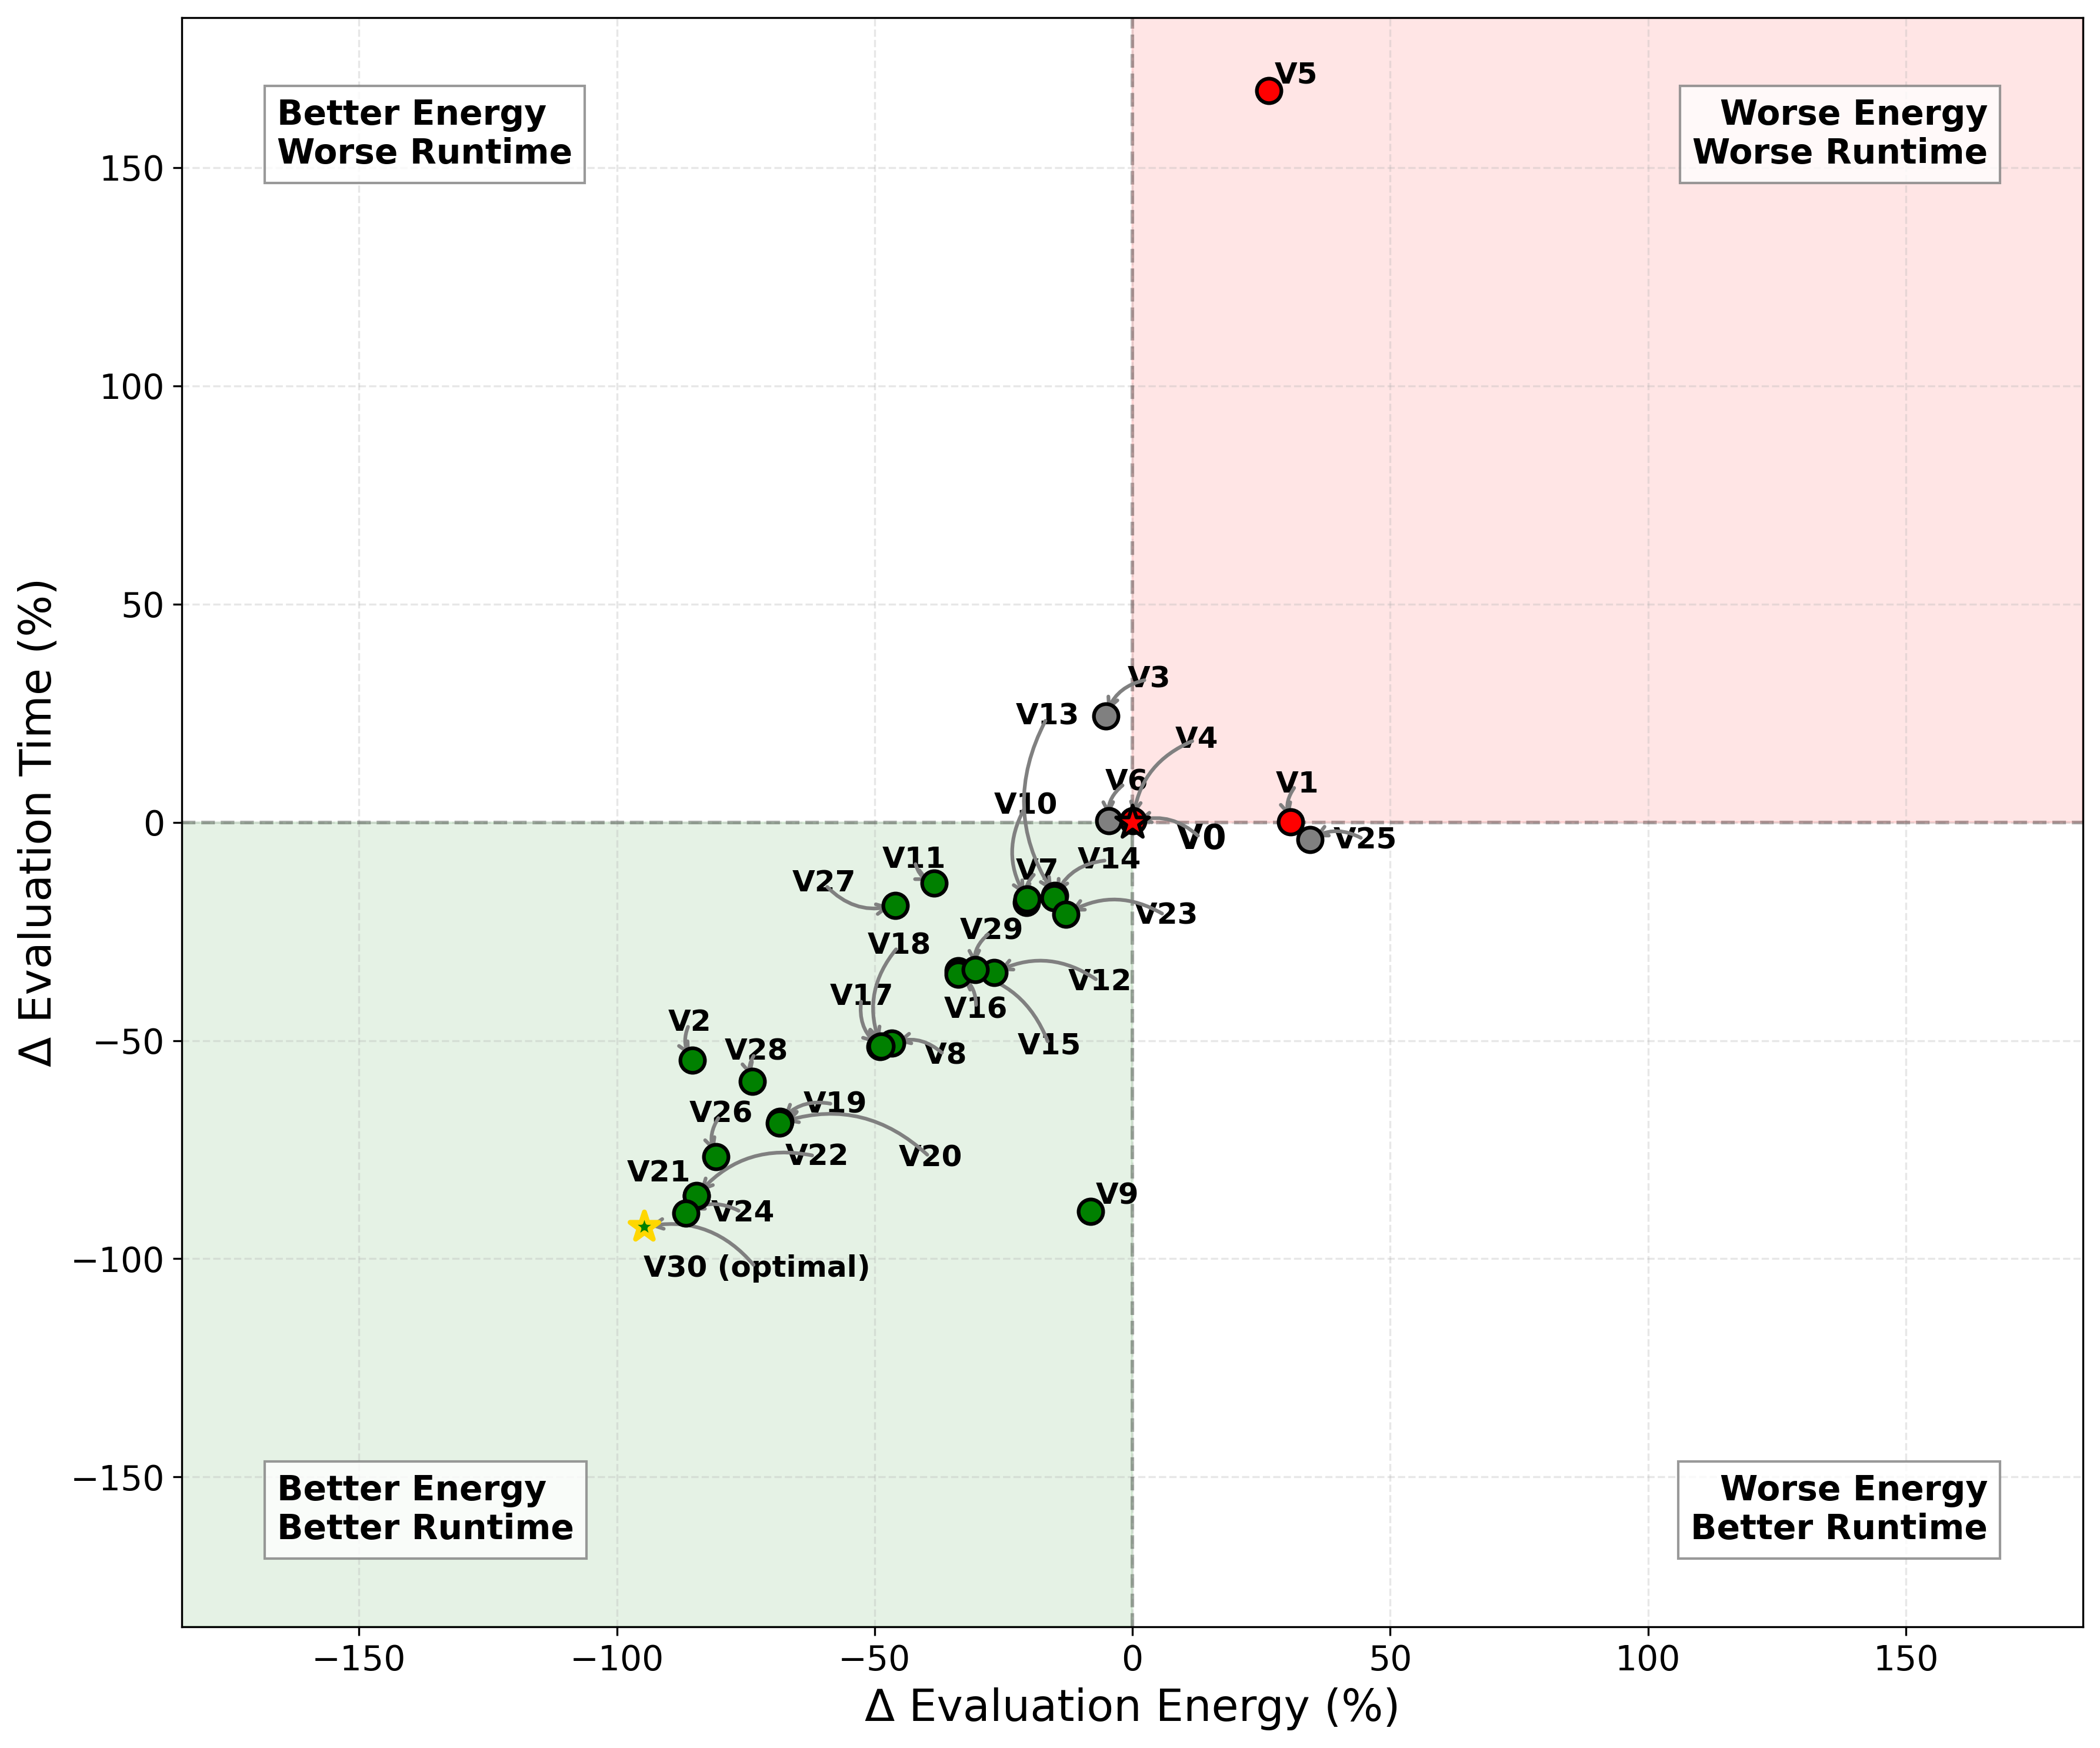 V5
Better Energy
Worse Runtime
Worse Energy
Worse Runtime
150
100
50
0
−50
−100
−150
Δ Evaluation Time (%)
V3
V13
V4
V6
V1
V10
V0
V25
V11
V14
V7
V27
V23
V29
V18
V12
V17
V16
V2
V15
V28
V8
V19
V26
V22
V20
V21
V9
V24
V30 (optimal)
Better Energy
Better Runtime
Worse Energy
Better Runtime
−150
−100
−50
0
50
100
150
Δ Evaluation Energy (%)